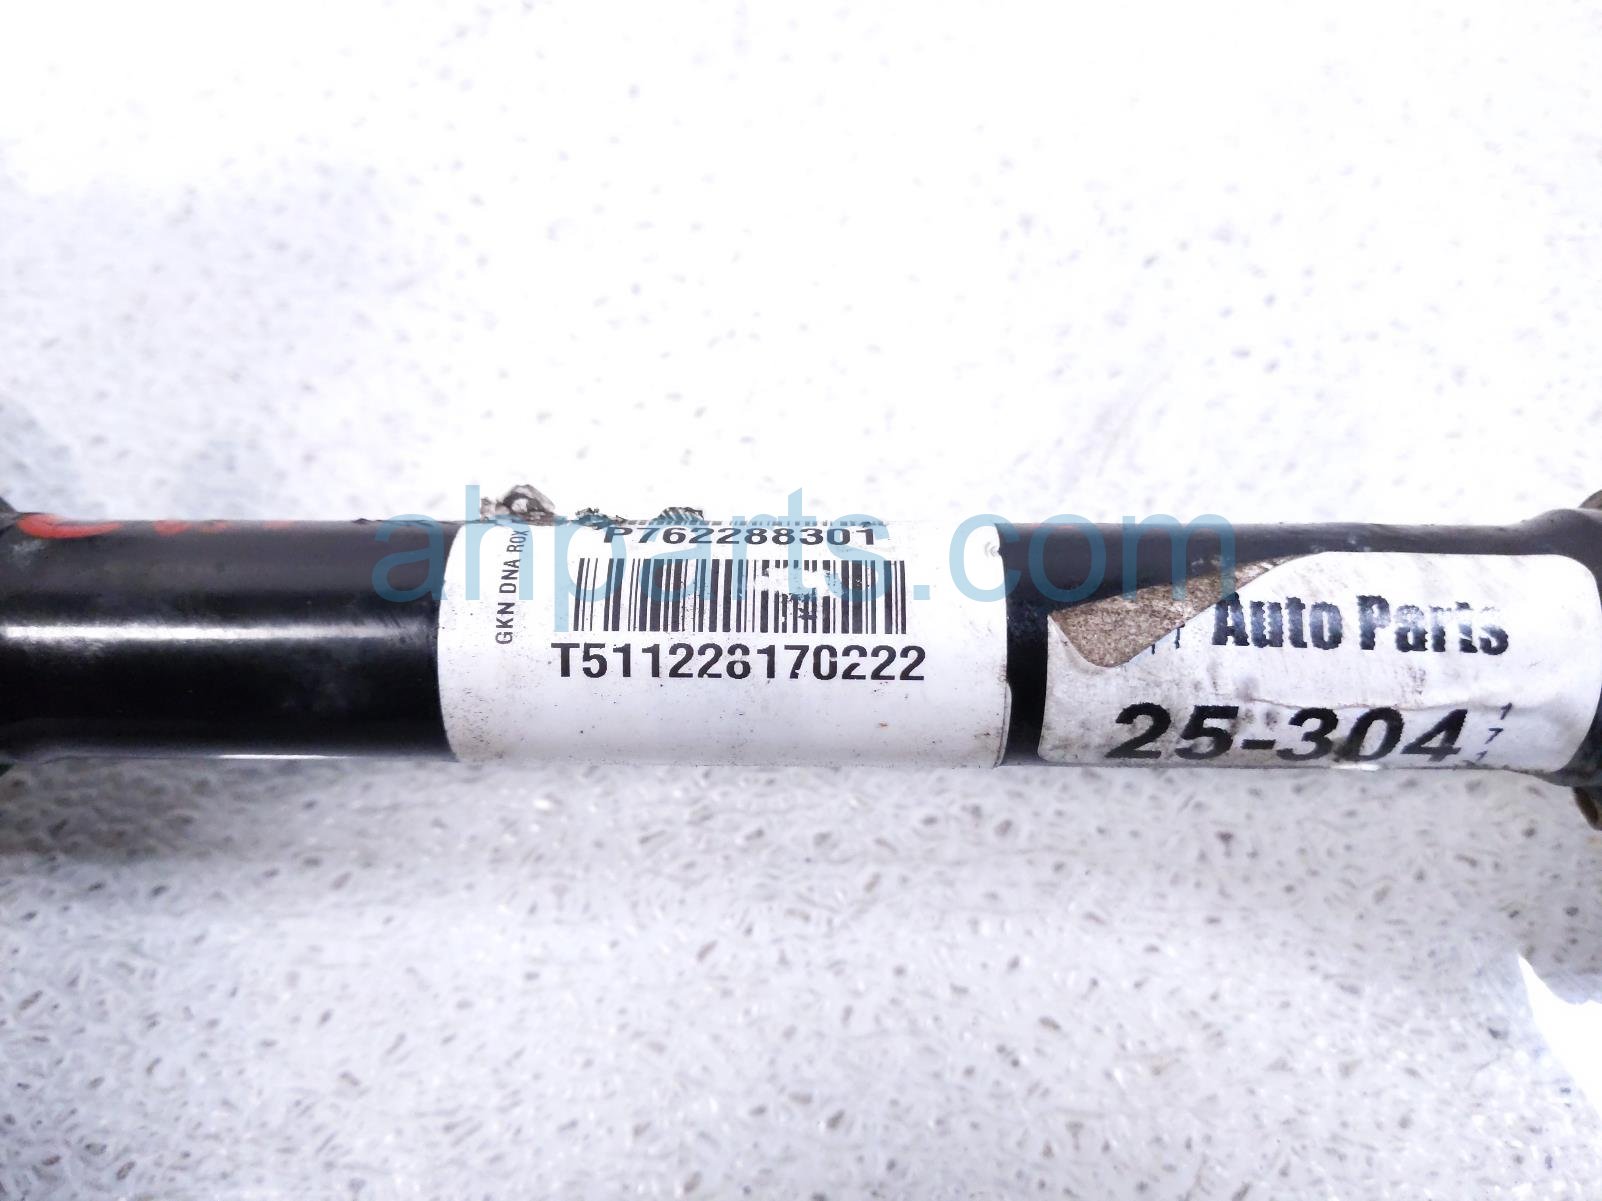 P762288301
GKN DNA ROX
T511228170222
Auto Parts
25-304
ahparts.com